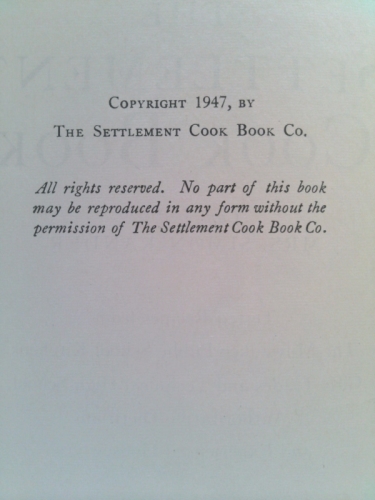 Copyright 1947, by
The Settlement Cook Book Co.
All rights reserved. No part of this book
may be reproduced in any form without the
permission of The Settlement Cook Book Co.